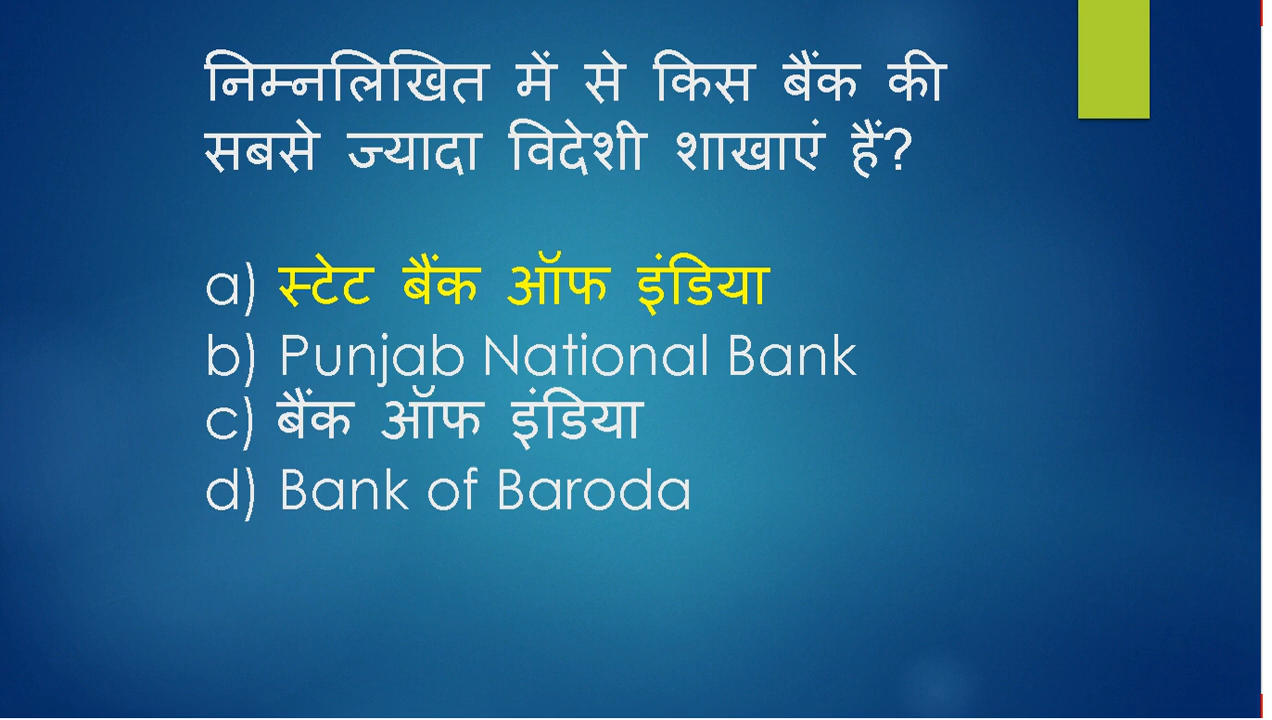 निम्नलिखित में से किस बैंक की
सबसे ज्यादा विदेशी शाखाएं हैं?
a) स्टेट बैंक ऑफ इंडिया
b) Punjab National Bank
c) बैंक ऑफ इंडिया
d) Bank of Baroda